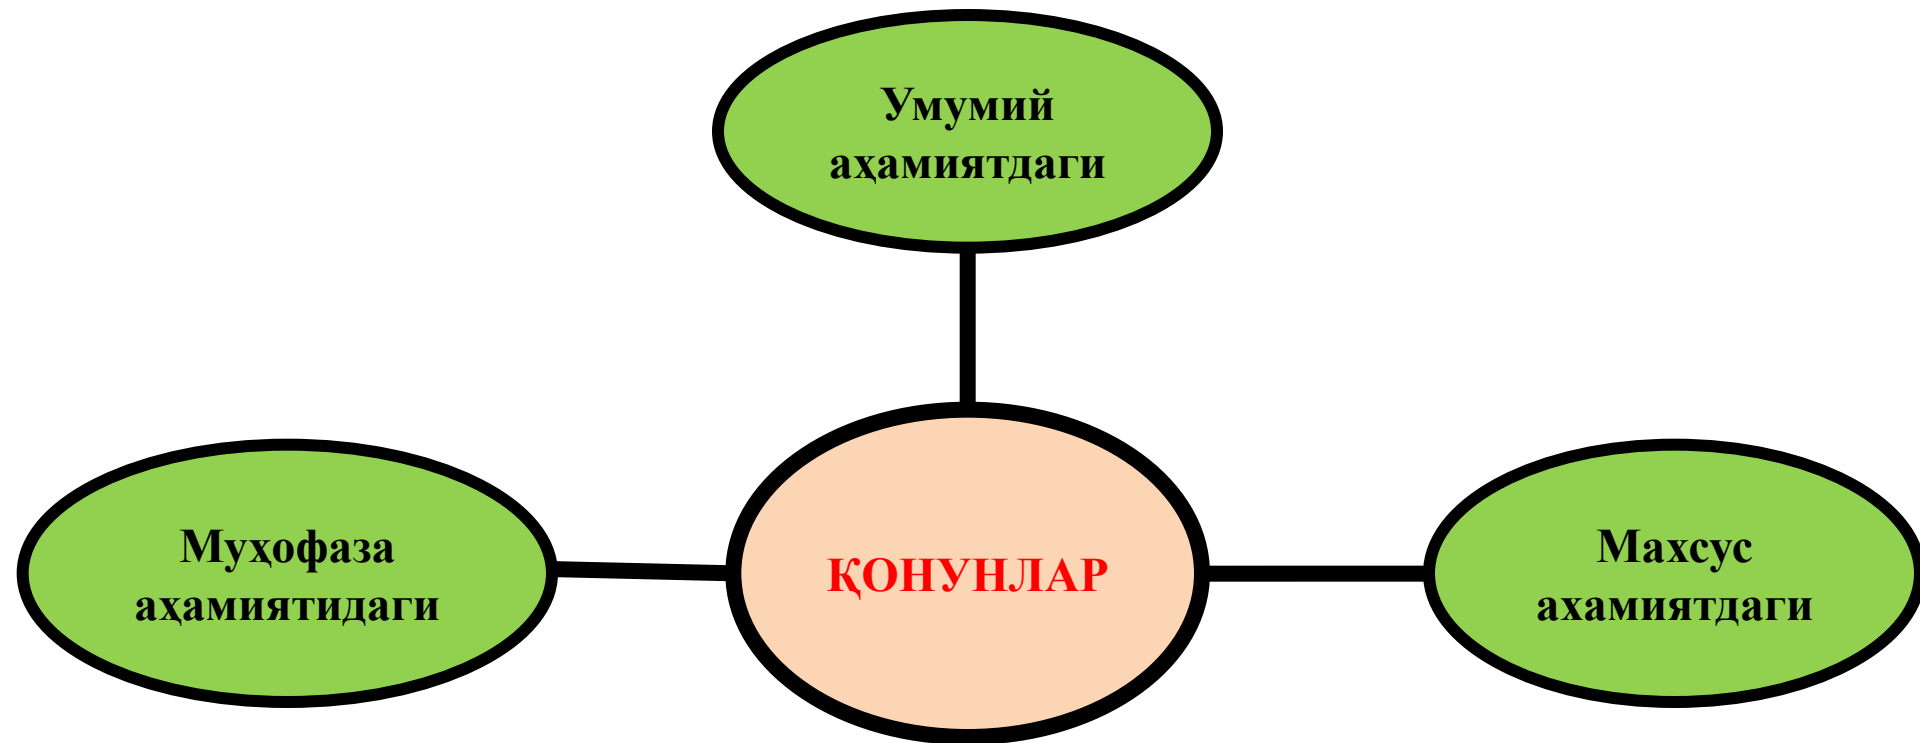 Умумий
аҳамиятдаги
Муҳофаза
аҳамиятидаги
ҚОНУНЛАР
Махсус
ахамиятдаги